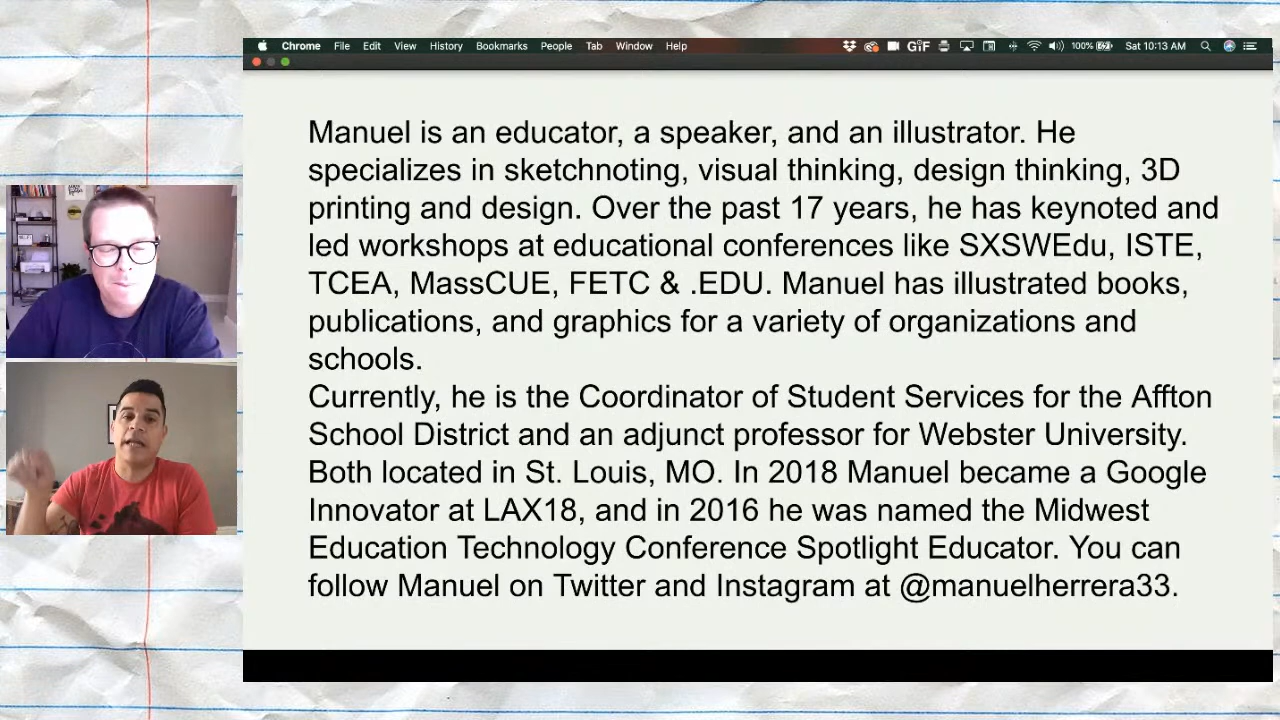 Chrome File Edit View History Bookmarks People Tab Window Help GIF 100% Sat 10:13 AM
Manuel is an educator, a speaker, and an illustrator. He
specializes in sketchnoting, visual thinking, design thinking, 3D
printing and design. Over the past 17 years, he has keynoted and
led workshops at educational conferences like SXSWEdu, ISTE,
TCEA, MassCUE, FETC & .EDU. Manuel has illustrated books,
publications, and graphics for a variety of organizations and
schools.
Currently, he is the Coordinator of Student Services for the Affton
School District and an adjunct professor for Webster University.
Both located in St. Louis, MO. In 2018 Manuel became a Google
Innovator at LAX18, and in 2016 he was named the Midwest
Education Technology Conference Spotlight Educator. You can
follow Manuel on Twitter and Instagram at @manuelherrera33.